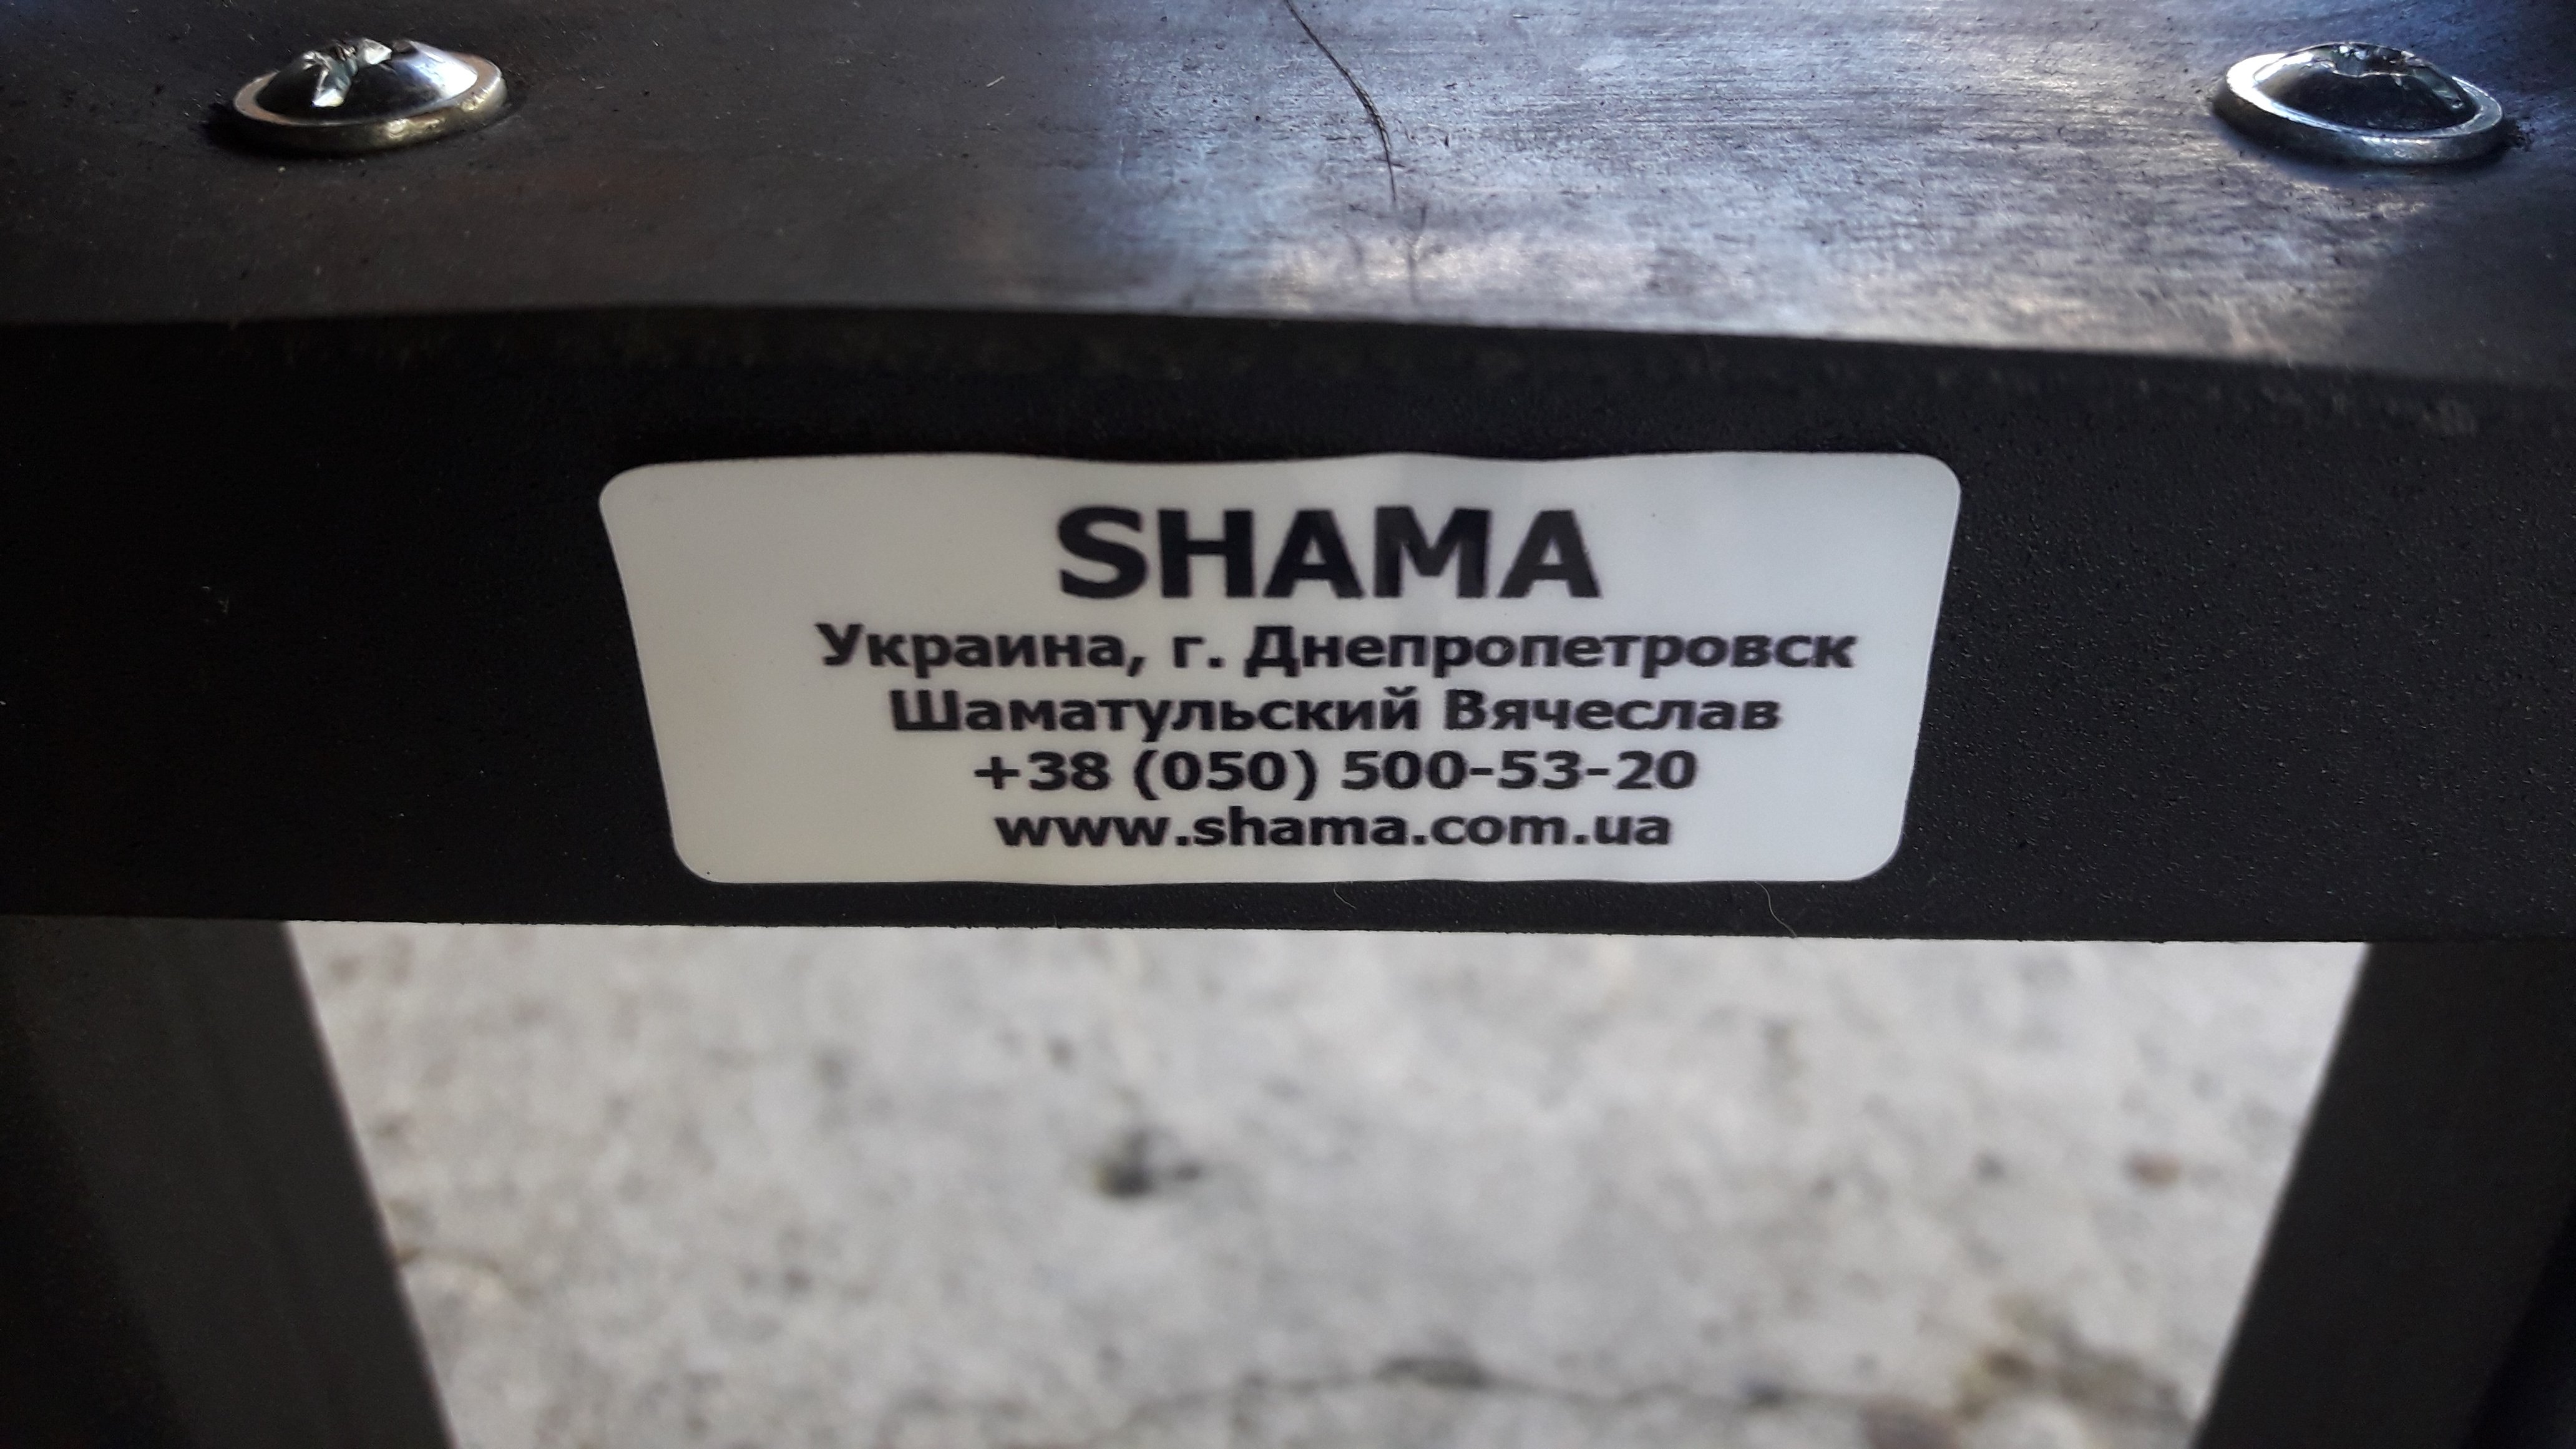 SHAMA
Украина, г. Днепропетровск
Шаматульский Вячеслав
+38 (050) 500-53-20
www.shama.com.ua